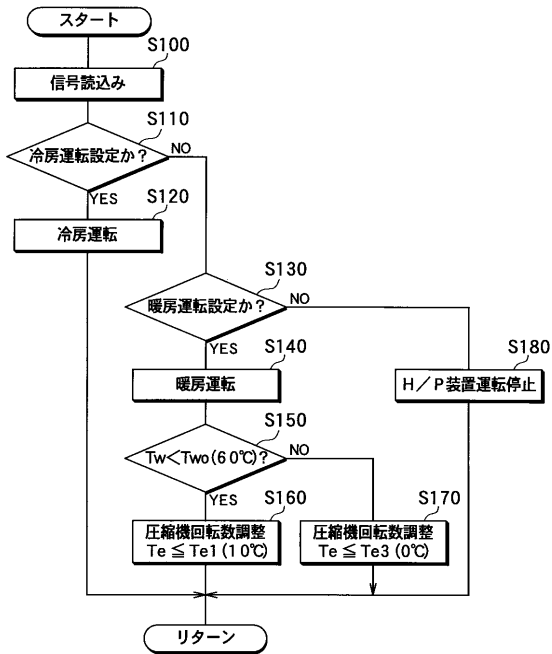 スタート
S100
信号読込み
S110
冷房運転設定か？
NO
YES
S120
冷房運転
S130
暖房運転設定か？
NO
YES
S140
暖房運転
S180
H／P装置運転停止
S150
Tw＜Two(60℃)？
NO
YES
S160
圧縮機回転数調整
Te≦Te1(10℃)
S170
圧縮機回転数調整
Te≦Te3(0℃)
リターン